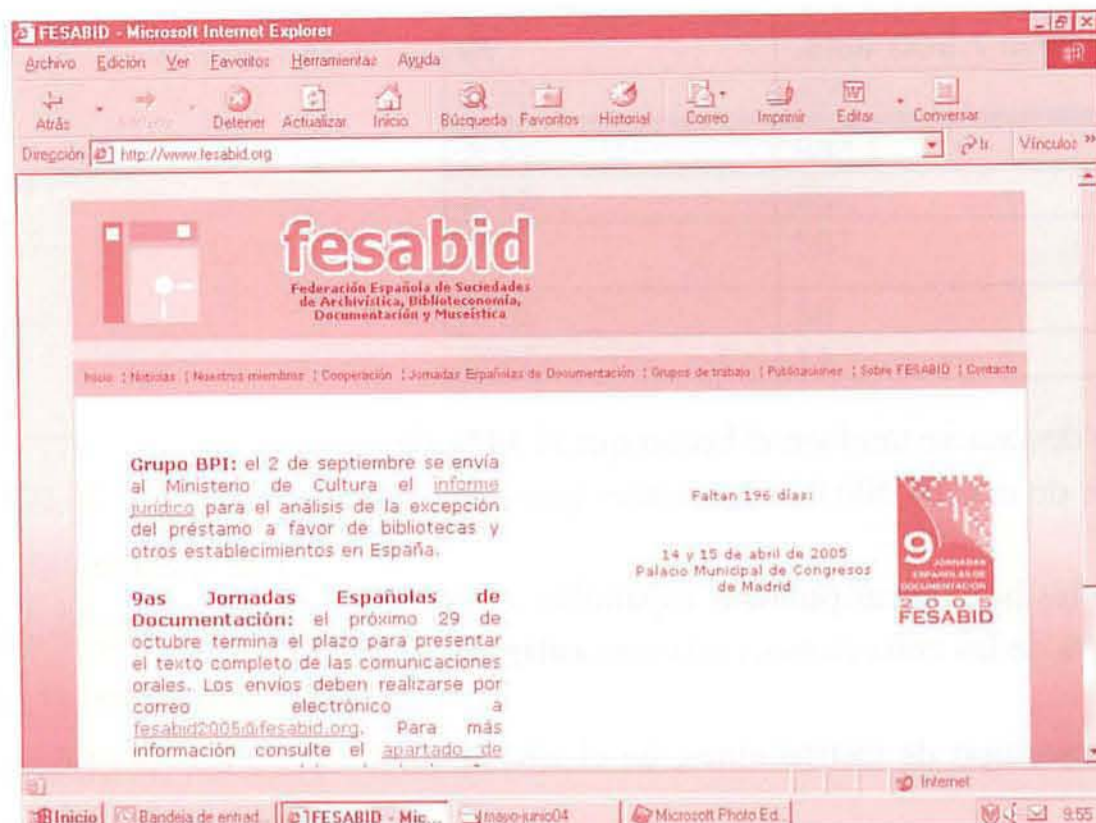 FESABID - Microsoft Internet Explorer
Archivo Edición Ver Favoritos Herramientas Ayuda
Atrás Detener Actualizar Inicio Búsqueda Favoritos Historial Correo Imprimir Editar Conversar
Dirección http://www.fesabid.org Ir Vínculos »
fesabid
Federación Española de Sociedades
de Archivística, Biblioteconomía,
Documentación y Museística
Inicio ¦ Noticias ¦ Nuestros miembros ¦ Cooperación ¦ Jornadas Españolas de Documentación ¦ Grupos de trabajo ¦ Publicaciones ¦ Sobre FESABID ¦ Contacto
Grupo BPI: el 2 de septiembre se envía
al Ministerio de Cultura el informe
jurídico para el análisis de la excepción
del préstamo a favor de bibliotecas y
otros establecimientos en España.
9as Jornadas Españolas de
Documentación: el próximo 29 de
octubre termina el plazo para presentar
el texto completo de las comunicaciones
orales. Los envíos deben realizarse por
correo electrónico a
fesabid2005@fesabid.org. Para más
información consulte el apartado de
Faltan 196 días:
14 y 15 de abril de 2005
Palacio Municipal de Congresos
de Madrid
9 JORNADAS
ESPAÑOLAS DE
DOCUMENTACIÓN
2005
FESABID
Internet
Inicio Bandeja de entrad... FESABID - Mic... mayo-junio04 Microsoft Photo Ed... 9:55